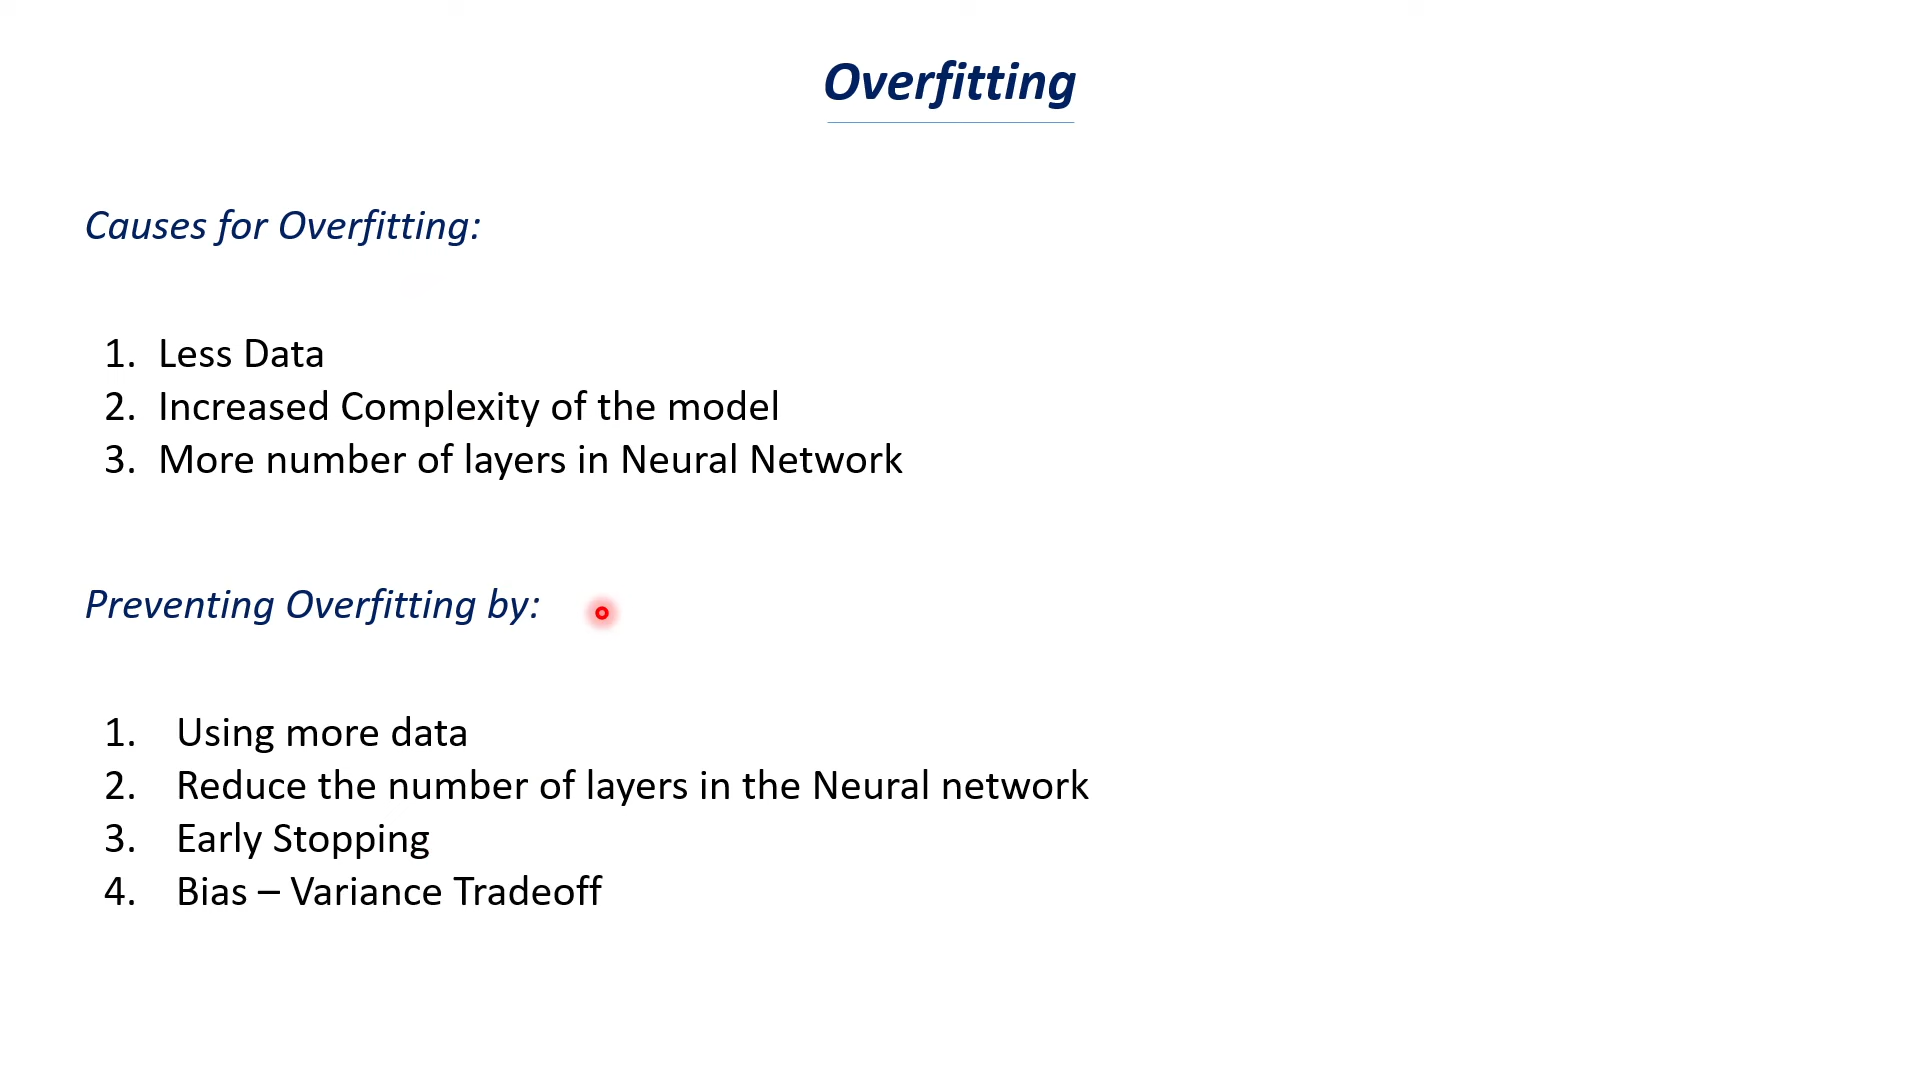 Overfitting
Causes for Overfitting:
1. Less Data
2. Increased Complexity of the model
3. More number of layers in Neural Network
Preventing Overfitting by:
1. Using more data
2. Reduce the number of layers in the Neural network
3. Early Stopping
4. Bias – Variance Tradeoff